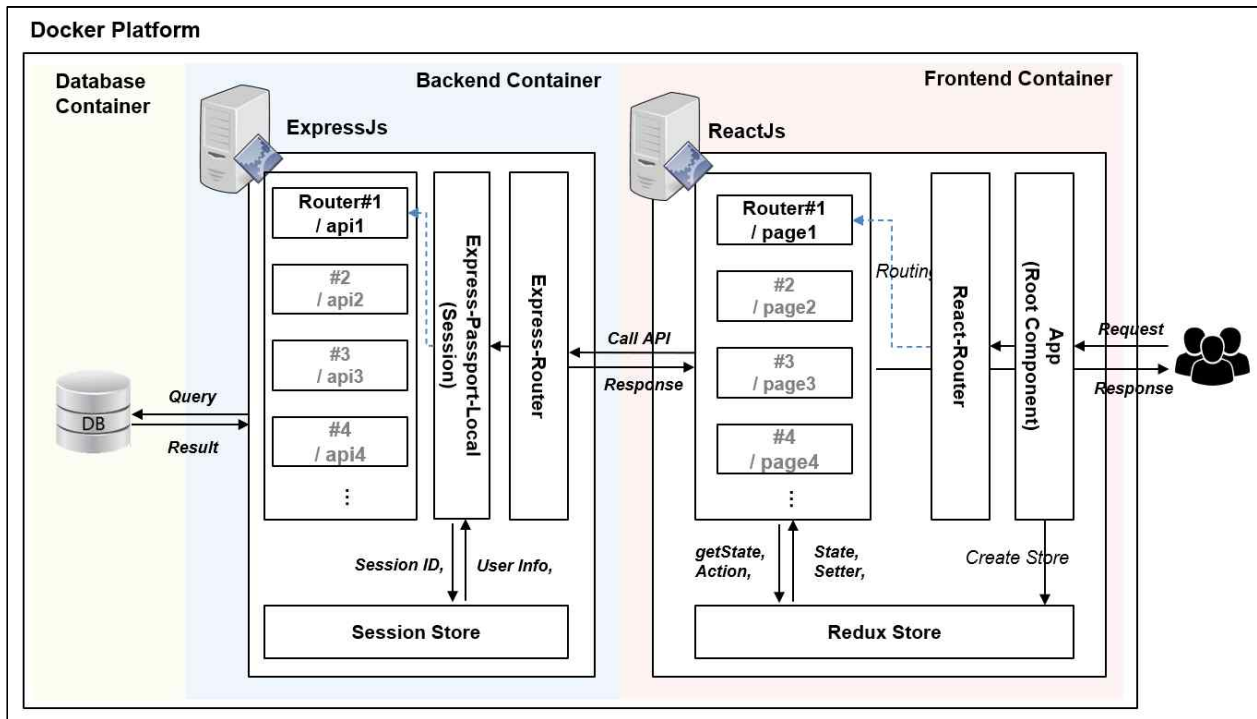 Docker Platform
Database
Container
Backend Container
Frontend Container
ExpressJs
ReactJs
Router#1
/ api1
#2
/ api2
#3
/ api3
#4
/ api4
⋮
Express-Passport-Local
(Session)
Express-Router
Query
DB
Result
Session ID,
User Info,
Session Store
Call API
Response
Router#1
/ page1
#2
/ page2
#3
/ page3
#4
/ page4
⋮
Routing
React-Router
App
(Root Component)
Request
Response
getState,
Action,
State,
Setter,
Create Store
Redux Store